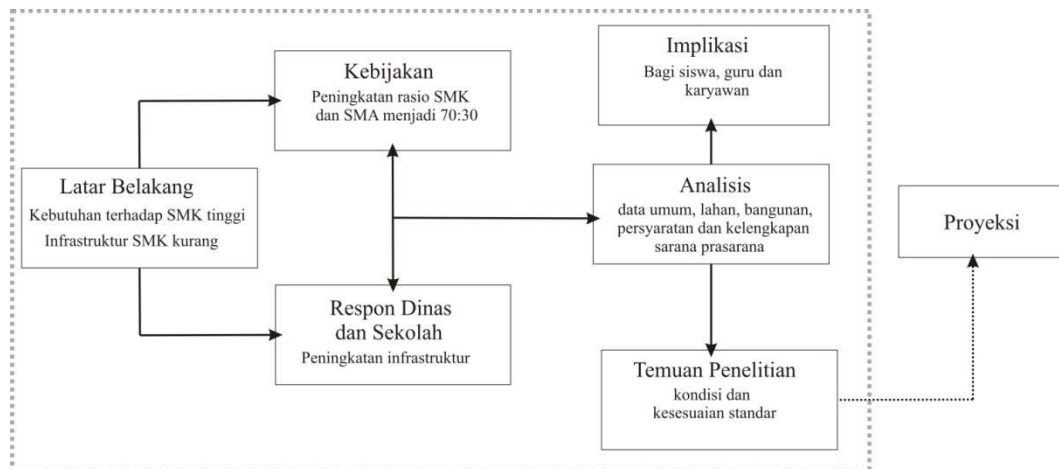 Latar Belakang
Kebutuhan terhadap SMK tinggi
Infrastruktur SMK kurang
Kebijakan
Peningkatan rasio SMK
dan SMA menjadi 70:30
Respon Dinas
dan Sekolah
Peningkatan infrastruktur
Implikasi
Bagi siswa, guru dan
karyawan
Analisis
data umum, lahan, bangunan,
persyaratan dan kelengkapan
sarana prasarana
Temuan Penelitian
kondisi dan
kesesuaian standar
Proyeksi